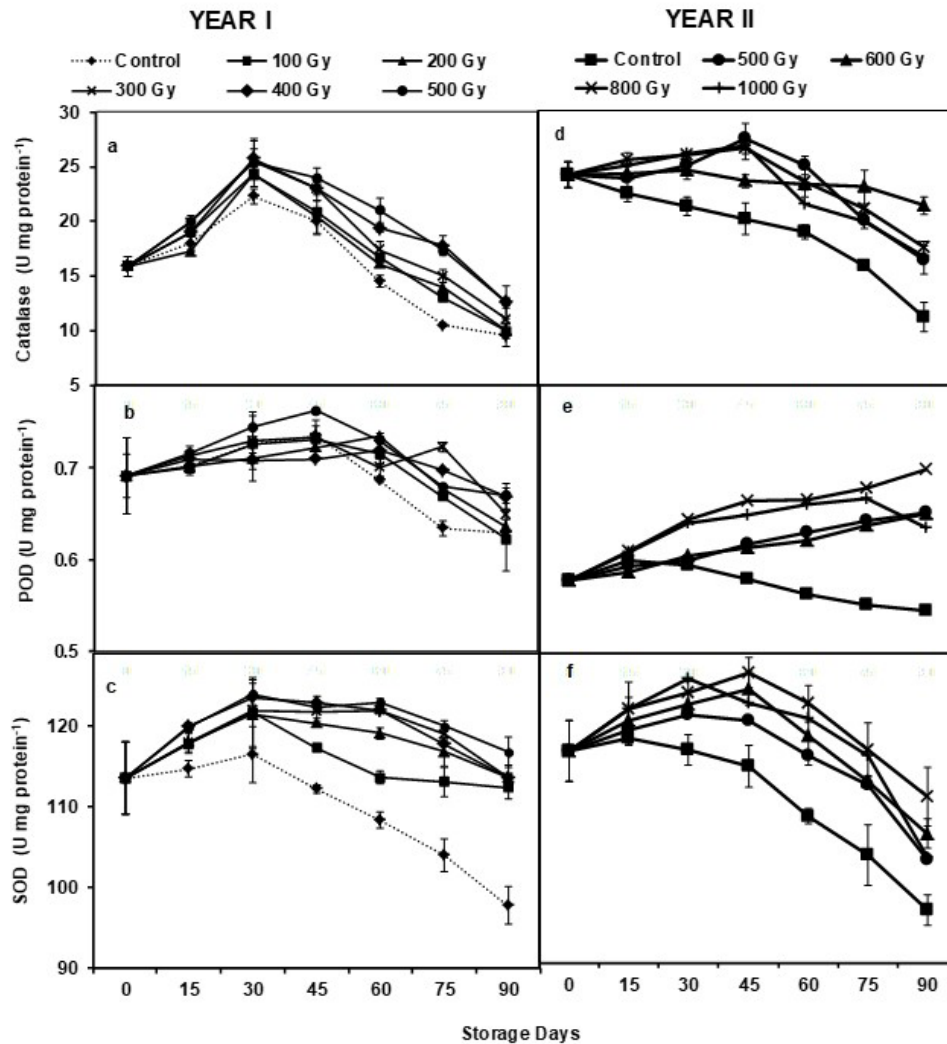 YEAR I
YEAR II
Control 100 Gy 200 Gy
300 Gy 400 Gy 500 Gy
Control 500 Gy 600 Gy
800 Gy 1000 Gy
Catalase (U mg protein⁻¹)
30
25
20
15
10
5
a
d
POD (U mg protein⁻¹)
0.7
0.6
0.5
b
e
SOD (U mg protein⁻¹)
120
110
100
90
c
f
0 15 30 45 60 75 90
0 15 30 45 60 75 90
Storage Days